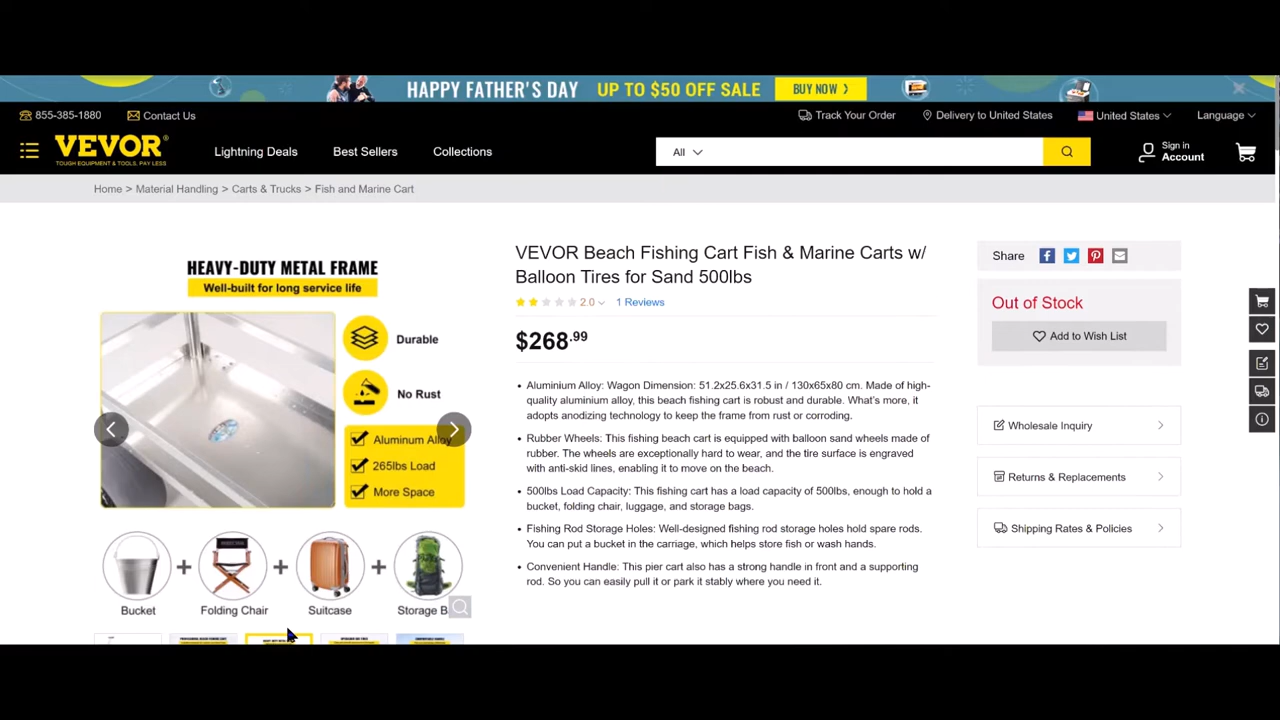 HAPPY FATHER'S DAY UP TO $50 OFF SALE BUY NOW
855-385-1880 Contact Us Track Your Order Delivery to United States United States Language
VEVOR®
TOUGH EQUIPMENT & TOOLS, PAY LESS
Lightning Deals Best Sellers Collections All Sign in
Account
Home > Material Handling > Carts & Trucks > Fish and Marine Cart
HEAVY-DUTY METAL FRAME
Well-built for long service life
Durable
No Rust
Aluminum Alloy
265lbs Load
More Space
Bucket + Folding Chair + Suitcase + Storage B
VEVOR Beach Fishing Cart Fish & Marine Carts w/
Balloon Tires for Sand 500lbs
2.0 1 Reviews
$268.99
• Aluminium Alloy: Wagon Dimension: 51.2x25.6x31.5 in / 130x65x80 cm. Made of high-
quality aluminium alloy, this beach fishing cart is robust and durable. What's more, it
adopts anodizing technology to keep the frame from rust or corroding.
• Rubber Wheels: This fishing beach cart is equipped with balloon sand wheels made of
rubber. The wheels are exceptionally hard to wear, and the tire surface is engraved
with anti-skid lines, enabling it to move on the beach.
• 500lbs Load Capacity: This fishing cart has a load capacity of 500lbs, enough to hold a
bucket, folding chair, luggage, and storage bags.
• Fishing Rod Storage Holes: Well-designed fishing rod storage holes hold spare rods.
You can put a bucket in the carriage, which helps store fish or wash hands.
• Convenient Handle: This pier cart also has a strong handle in front and a supporting
rod. So you can easily pull it or park it stably where you need it.
Share
Out of Stock
Add to Wish List
Wholesale Inquiry
Returns & Replacements
Shipping Rates & Policies